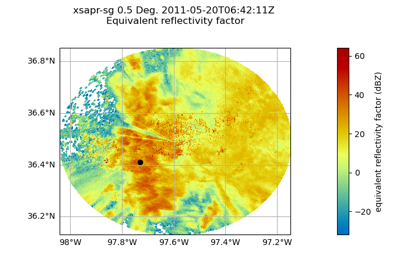 xsapr-sg 0.5 Deg. 2011-05-20T06:42:11Z
Equivalent reflectivity factor
36.8°N
36.6°N
36.4°N
36.2°N
98°W 97.8°W 97.6°W 97.4°W 97.2°W
60
40
20
0
−20
equivalent reflectivity factor (dBZ)